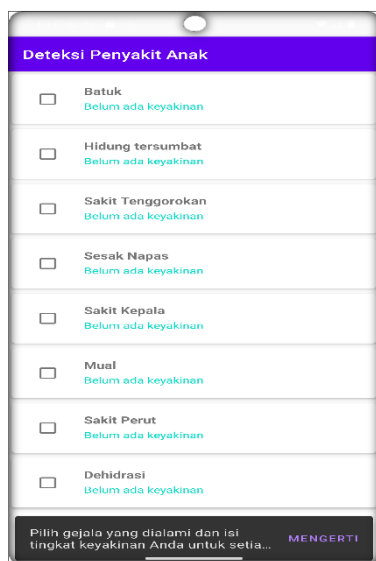 Deteksi Penyakit Anak
Batuk
Belum ada keyakinan
Hidung tersumbat
Belum ada keyakinan
Sakit Tenggorokan
Belum ada keyakinan
Sesak Napas
Belum ada keyakinan
Sakit Kepala
Belum ada keyakinan
Mual
Belum ada keyakinan
Sakit Perut
Belum ada keyakinan
Dehidrasi
Belum ada keyakinan
Pilih gejala yang dialami dan isi
tingkat keyakinan Anda untuk setia...
MENGERTI